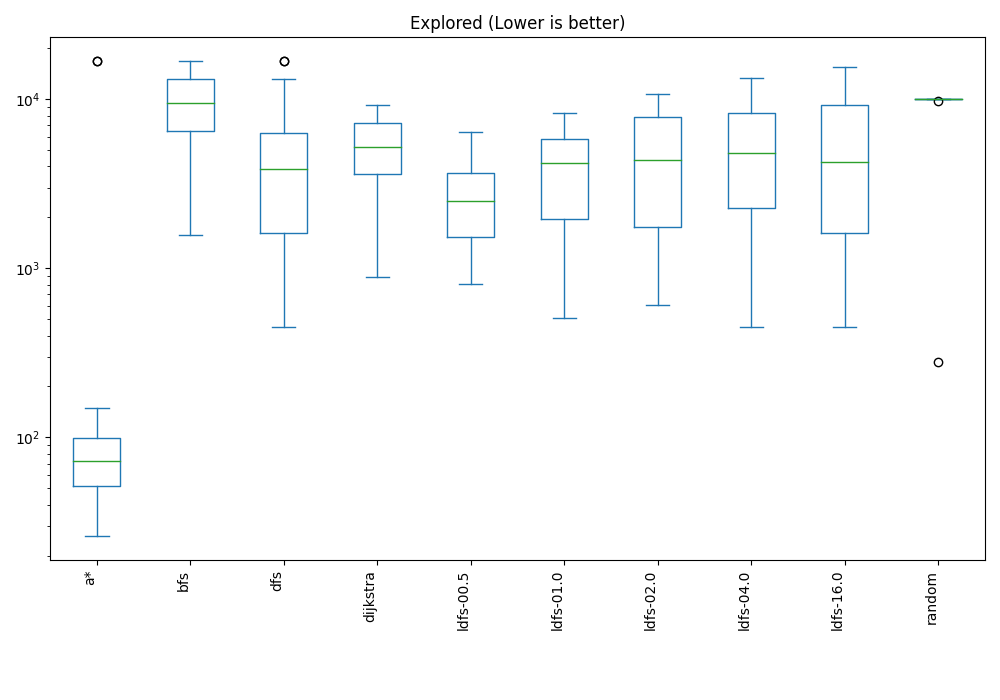 Explored (Lower is better)
10^4
10^3
10^2
a*
bfs
dfs
dijkstra
ldfs-00.5
ldfs-01.0
ldfs-02.0
ldfs-04.0
ldfs-16.0
random